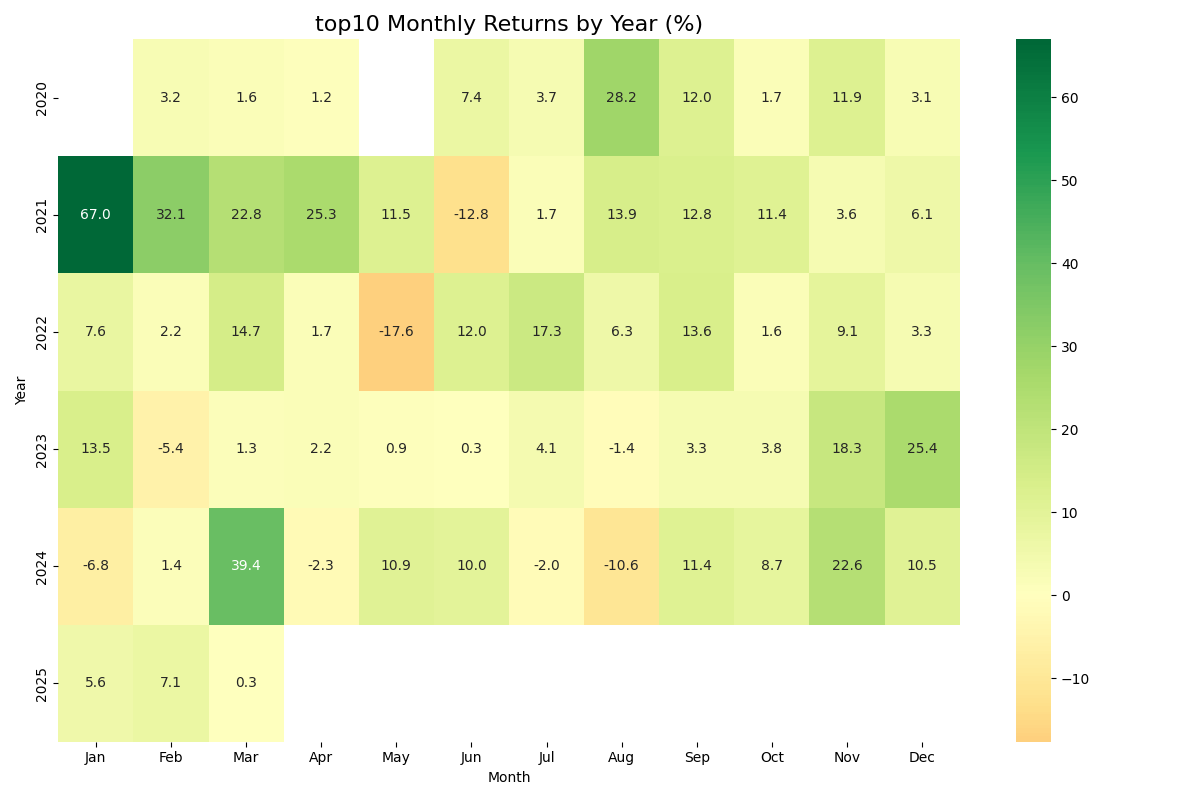 top10 Monthly Returns by Year (%)
2020 3.2 1.6 1.2 7.4 3.7 28.2 12.0 1.7 11.9 3.1
2021 67.0 32.1 22.8 25.3 11.5 -12.8 1.7 13.9 12.8 11.4 3.6 6.1
2022 7.6 2.2 14.7 1.7 -17.6 12.0 17.3 6.3 13.6 1.6 9.1 3.3
2023 13.5 -5.4 1.3 2.2 0.9 0.3 4.1 -1.4 3.3 3.8 18.3 25.4
2024 -6.8 1.4 39.4 -2.3 10.9 10.0 -2.0 -10.6 11.4 8.7 22.6 10.5
2025 5.6 7.1 0.3
Year
Jan Feb Mar Apr May Jun Jul Aug Sep Oct Nov Dec
Month
60
50
40
30
20
10
0
−10